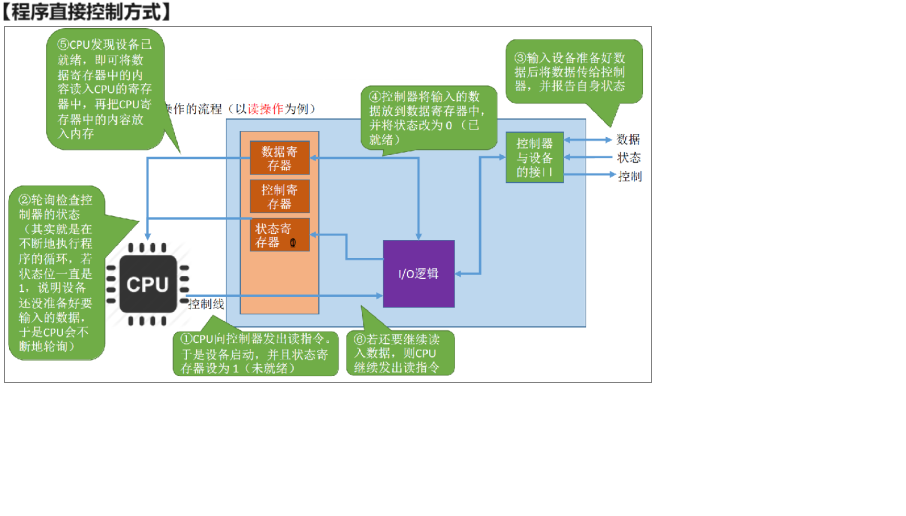 【程序直接控制方式】
⑤CPU发现设备已
就绪，即可将数
据寄存器中的内
容读入CPU的寄存
器中，再把CPU寄
存器中的内容放
入内存
操作的流程（以读操作为例）
④控制器将输入的数
据放到数据寄存器中，
并将状态改为 0 （已
就绪）
③输入设备准备好数
据后将数据传给控制
器，并报告自身状态
数据寄
存器
控制寄
存器
状态寄
存器
控制器
与设备
的接口
数据
状态
控制
②轮询检查控
制器的状态
（其实就是在
不断地执行程
序的循环，若
状态位一直是
1，说明设备
还没准备好要
输入的数据，
于是CPU会不
断地轮询）
CPU
控制线
I/O逻辑
①CPU向控制器发出读指令。
于是设备启动，并且状态寄
存器设为 1（未就绪）
⑥若还要继续读
入数据，则CPU
继续发出读指令